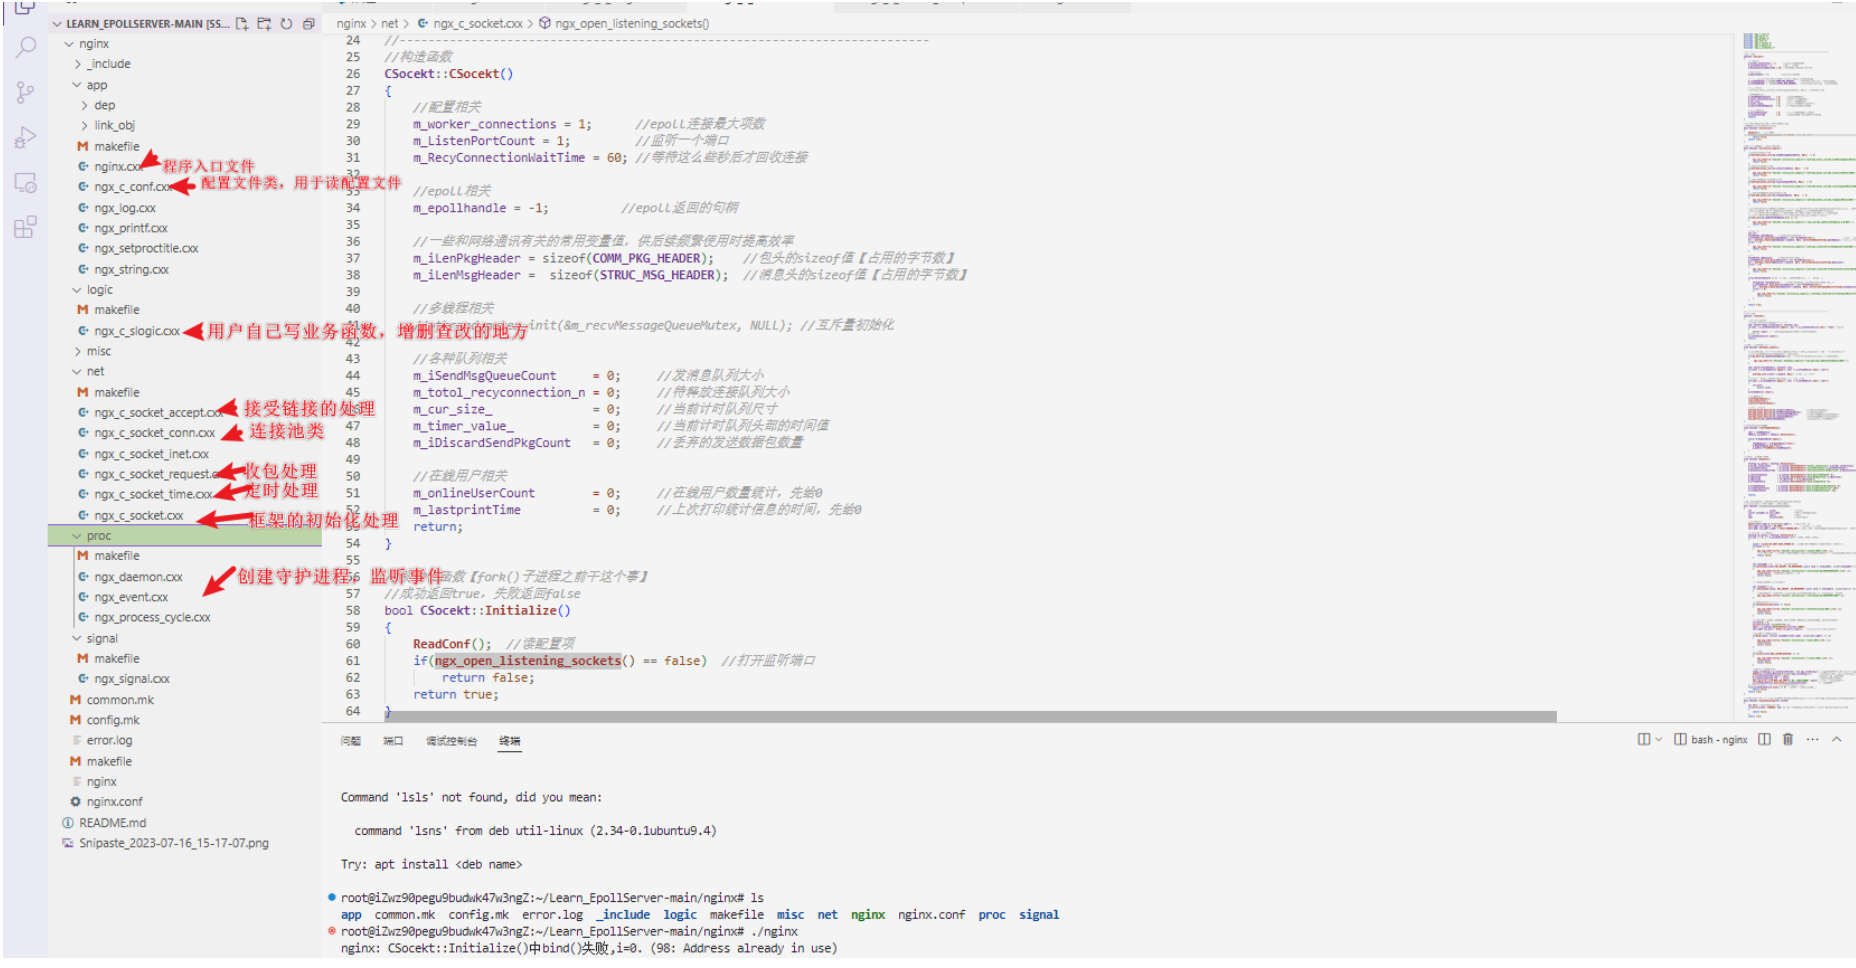 LEARN_EPOLLSERVER-MAIN [SS...
nginx
_include
app
dep
link_obj
makefile
nginx.cxx
程序入口文件
ngx_c_conf.cxx
配置文件类，用于读配置文件
ngx_log.cxx
ngx_printf.cxx
ngx_setproctitle.cxx
ngx_string.cxx
logic
makefile
ngx_c_slogic.cxx
用户自己写业务函数，增删查改的地方
misc
net
makefile
ngx_c_socket_accept.cxx
接受链接的处理
ngx_c_socket_conn.cxx
连接池类
ngx_c_socket_inet.cxx
ngx_c_socket_request.c
收包处理
ngx_c_socket_time.cxx
定时处理
ngx_c_socket.cxx
框架的初始化处理
proc
makefile
ngx_daemon.cxx
创建守护进程，监听事件
ngx_event.cxx
ngx_process_cycle.cxx
signal
makefile
ngx_signal.cxx
common.mk
config.mk
error.log
makefile
nginx
nginx.conf
README.md
Snipaste_2023-07-16_15-17-07.png
nginx > net > ngx_c_socket.cxx > ngx_open_listening_sockets()
24 //--------------------------------------------------------------------------
25 //构造函数
26 CSocekt::CSocekt()
27 {
28 //配置相关
29 m_worker_connections = 1; //epoll连接最大项数
30 m_ListenPortCount = 1; //监听一个端口
31 m_RecyConnectionWaitTime = 60; //等待这么些秒后才回收连接
32
33 //epoll相关
34 m_epollhandle = -1; //epoll返回的句柄
35
36 //一些和网络通讯有关的常用变量值，供后续频繁使用时提高效率
37 m_iLenPkgHeader = sizeof(COMM_PKG_HEADER); //包头的sizeof值【占用的字节数】
38 m_iLenMsgHeader = sizeof(STRUC_MSG_HEADER); //消息头的sizeof值【占用的字节数】
39
40 //多线程相关
init(&m_recvMessageQueueMutex, NULL); //互斥量初始化
42
43 //各种队列相关
44 m_iSendMsgQueueCount = 0; //发消息队列大小
45 m_totol_recyconnection_n = 0; //待释放连接队列大小
m_cur_size_ = 0; //当前计时队列尺寸
47 m_timer_value_ = 0; //当前计时队列头部的时间值
48 m_iDiscardSendPkgCount = 0; //丢弃的发送数据包数量
49
50 //在线用户相关
51 m_onlineUserCount = 0; //在线用户数量统计，先给0
52 m_lastprintTime = 0; //上次打印统计信息的时间，先给0
return;
54 }
55
函数【fork()子进程之前干这个事】
57 //成功返回true，失败返回false
58 bool CSocekt::Initialize()
59 {
60 ReadConf(); //读配置项
61 if(ngx_open_listening_sockets() == false) //打开监听端口
62 return false;
63 return true;
64 }
问题 端口 调试控制台 终端
bash - nginx
Command 'lsls' not found, did you mean:
command 'lsns' from deb util-linux (2.34-0.1ubuntu9.4)
Try: apt install <deb name>
root@iZwz90pegu9budwk47w3ngZ:~/Learn_EpollServer-main/nginx# ls
app common.mk config.mk error.log _include logic makefile misc net nginx nginx.conf proc signal
root@iZwz90pegu9budwk47w3ngZ:~/Learn_EpollServer-main/nginx# ./nginx
nginx: CSocekt::Initialize()中bind()失败,i=0. (98: Address already in use)